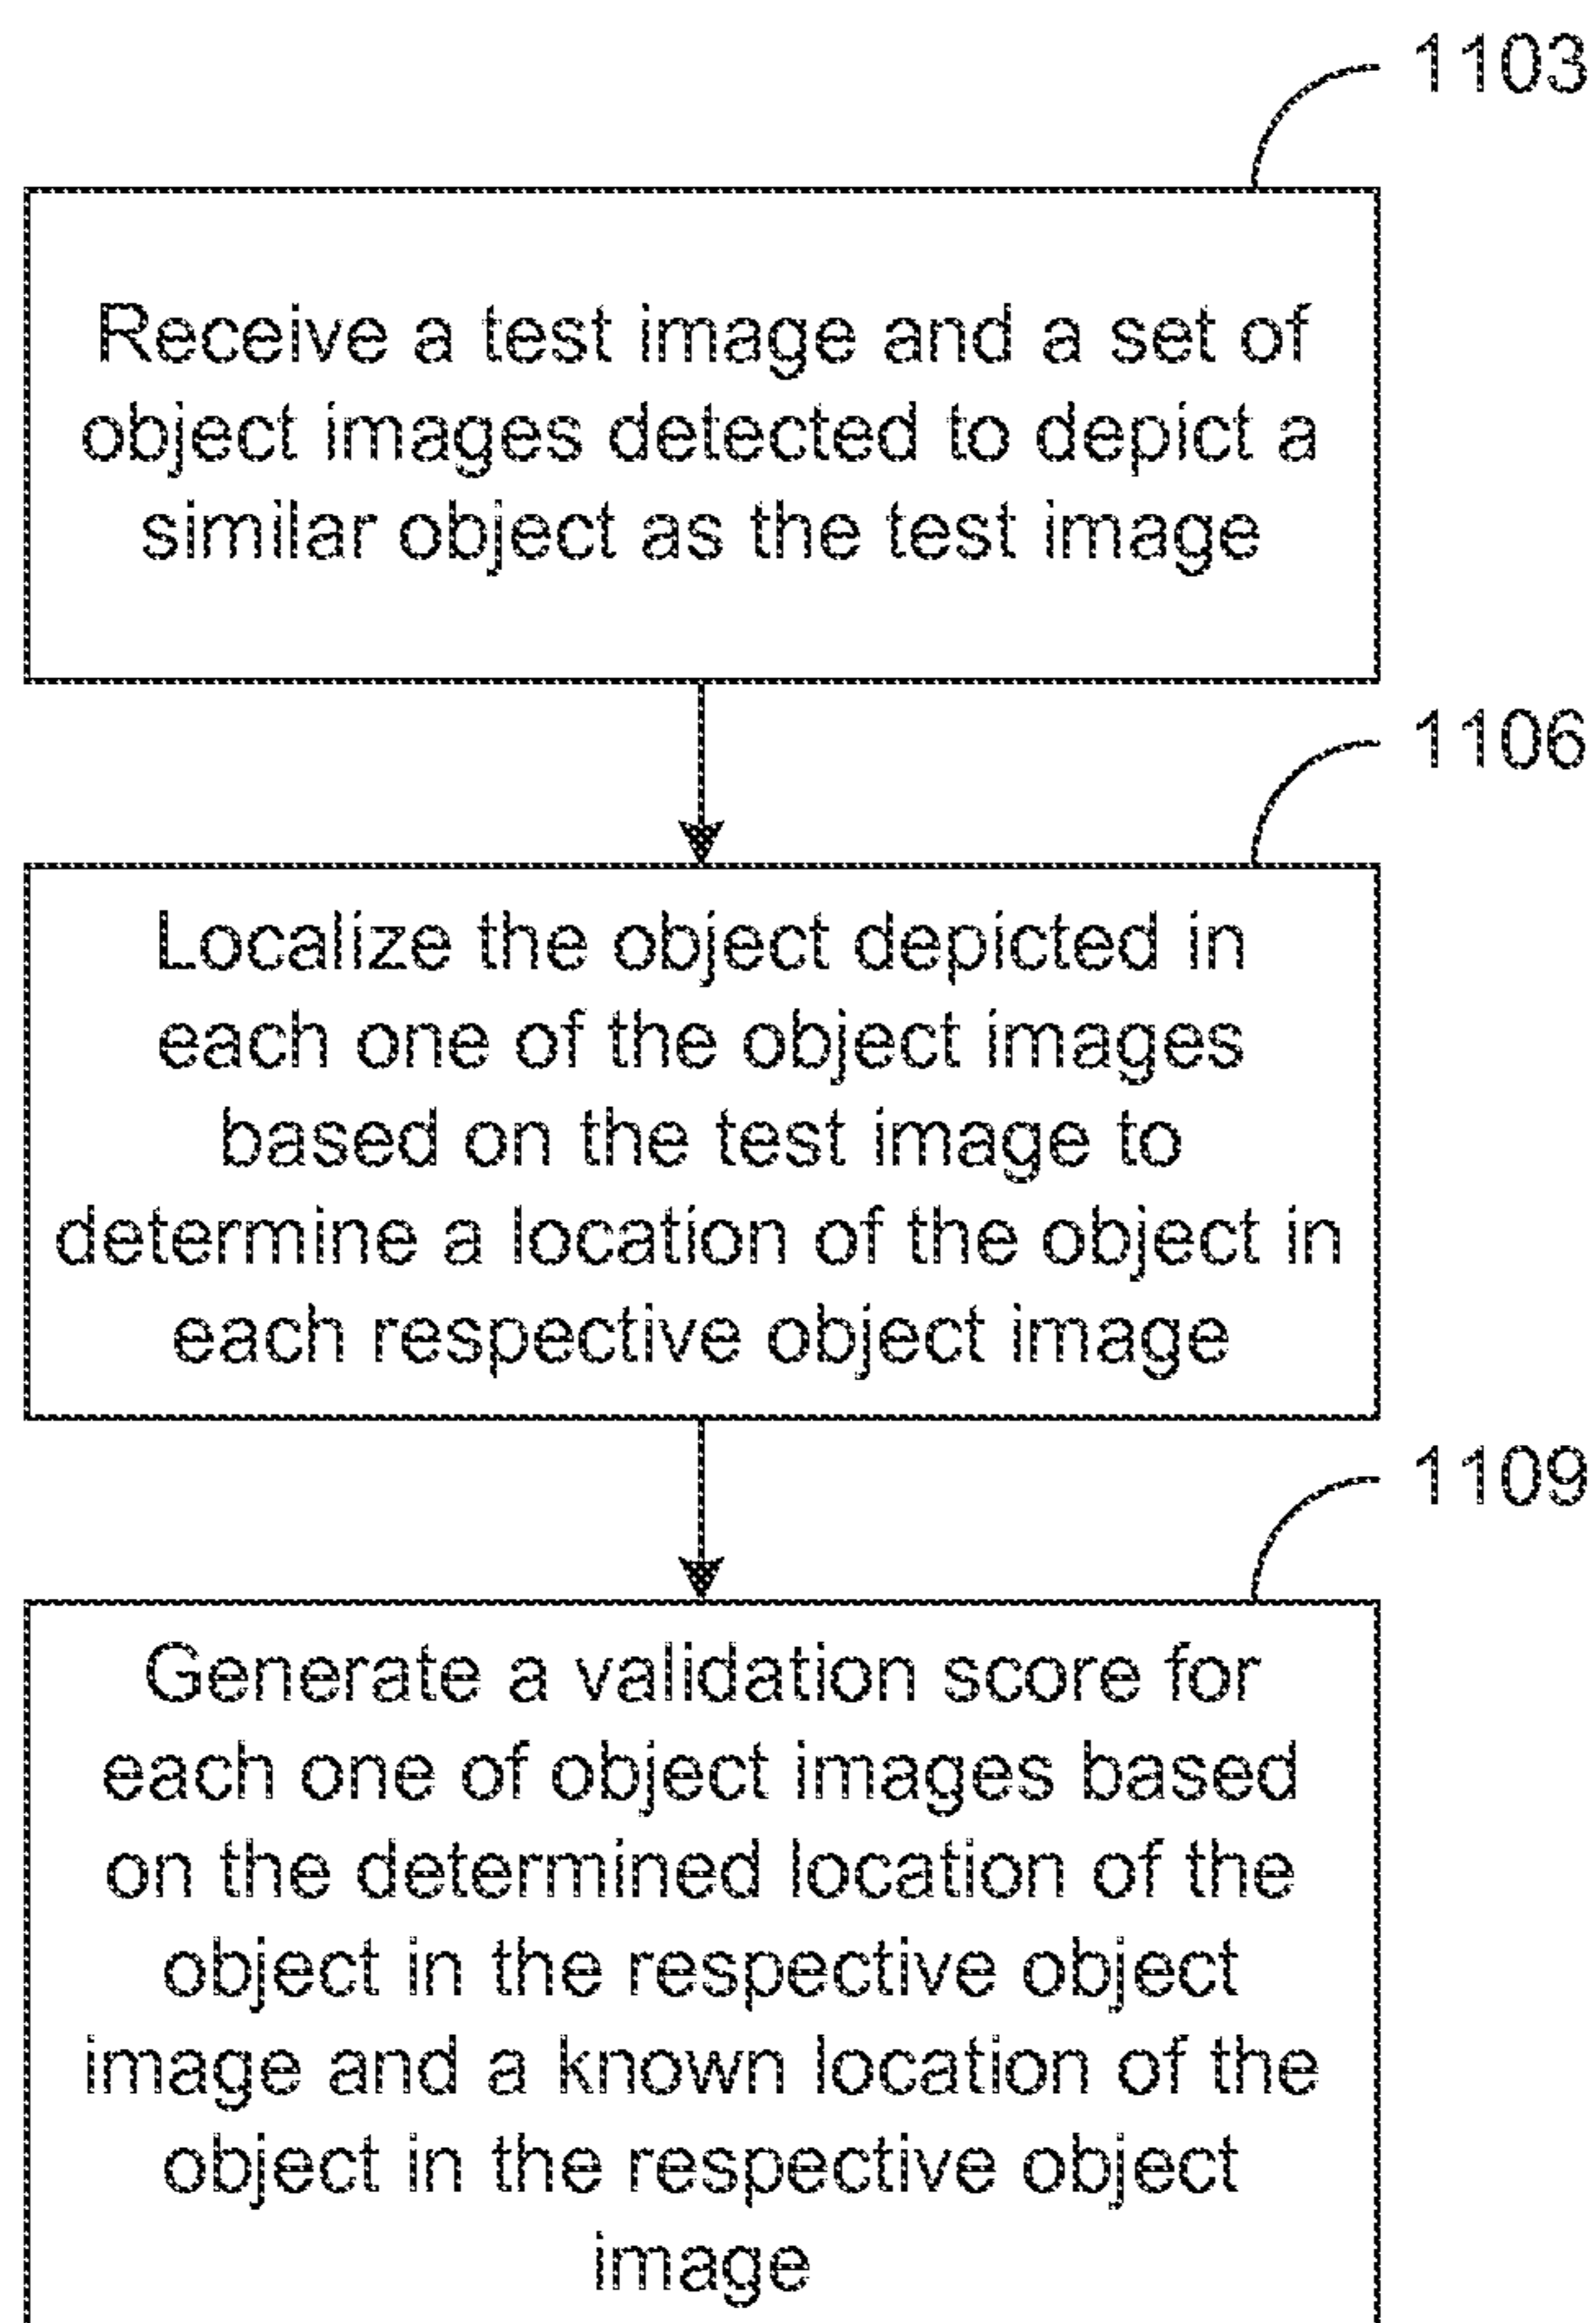 1103
Receive a test image and a set of
object images detected to depict a
similar object as the test image
1106
Localize the object depicted in
each one of the object images
based on the test image to
determine a location of the object in
each respective object image
1109
Generate a validation score for
each one of object images based
on the determined location of the
object in the respective object
image and a known location of the
object in the respective object
image